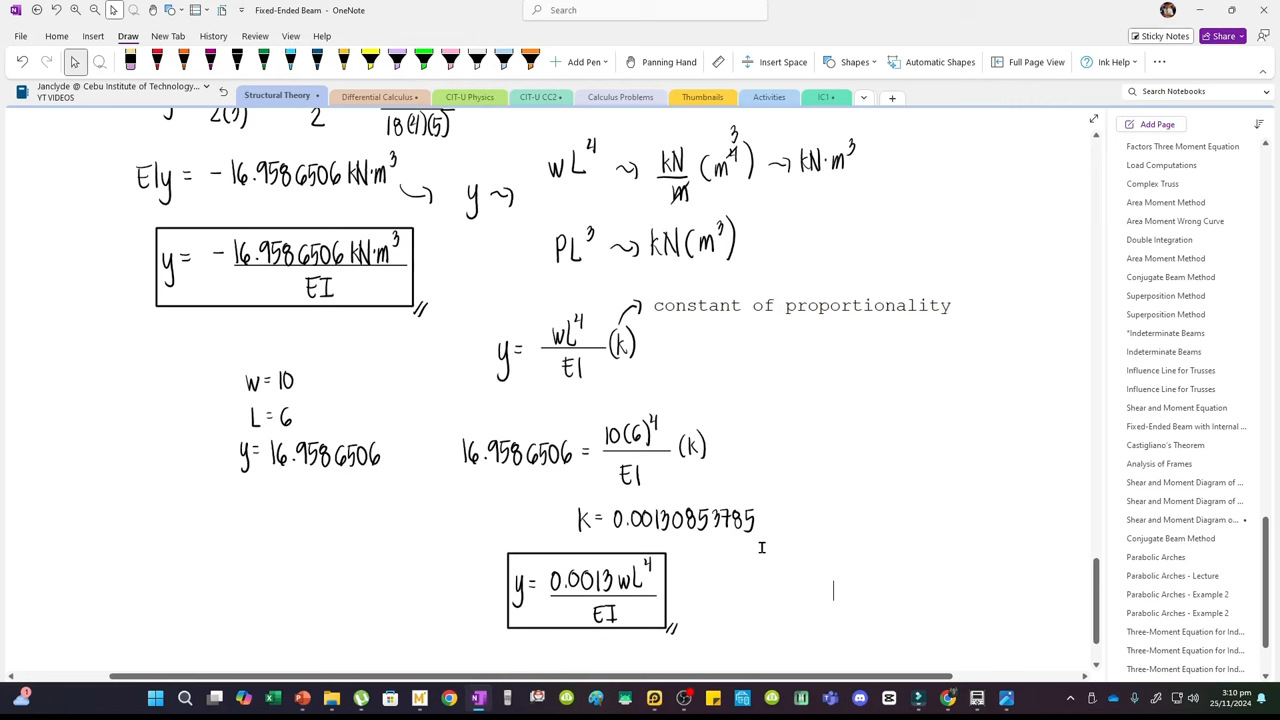 Fixed-Ended Beam - OneNote
Search
File Home Insert Draw New Tab History Review View Help
Sticky Notes
Share
Add Pen
Panning Hand
Insert Space
Shapes
Automatic Shapes
Full Page View
Ink Help
Janclyde @ Cebu Institute of Technology...
YT VIDEOS
Structural Theory
Differential Calculus
CIT-U Physics
CIT-U CC2
Calculus Problems
Thumbnails
Activities
IC1
Search Notebooks
2(3) 2 18(4)(5)
EIy = - 16.9586506 kN·m³
y = - 16.9586506 kN·m³
EI
y
wL⁴ kN (m⁴) 3 kN·m³
m
PL³ kN(m³)
constant of proportionality
y = wL⁴ (k)
EI
w = 10
L = 6
y = 16.9586506
16.9586506 = 10(6)⁴ (k)
EI
k = 0.00130853785
y = 0.0013 wL⁴
EI
Add Page
Factors Three Moment Equation
Load Computations
Complex Truss
Area Moment Method
Area Moment Wrong Curve
Double Integration
Area Moment Method
Conjugate Beam Method
Superposition Method
Superposition Method
*Indeterminate Beams
Indeterminate Beams
Influence Line for Trusses
Influence Line for Trusses
Shear and Moment Equation
Fixed-Ended Beam with Internal ...
Castigliano's Theorem
Analysis of Frames
Shear and Moment Diagram of ...
Shear and Moment Diagram of ...
Shear and Moment Diagram o...
Conjugate Beam Method
Parabolic Arches
Parabolic Arches - Lecture
Parabolic Arches - Example 2
Parabolic Arches - Example 2
Three-Moment Equation for Ind...
Three-Moment Equation for Ind...
Three-Moment Equation for Ind...
3:10 pm
25/11/2024